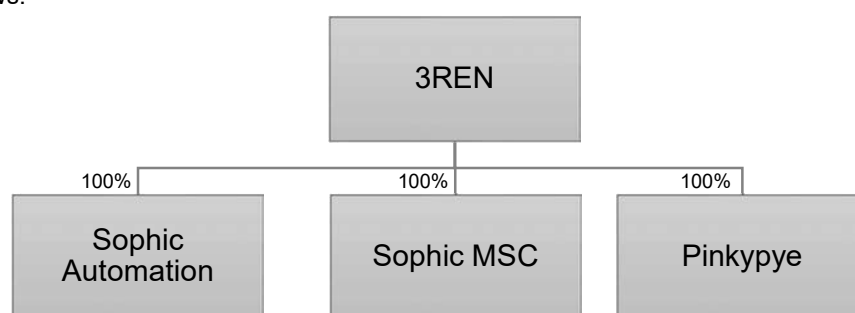 3REN
100%
100%
100%
Sophic
Automation
Sophic MSC
Pinkypye